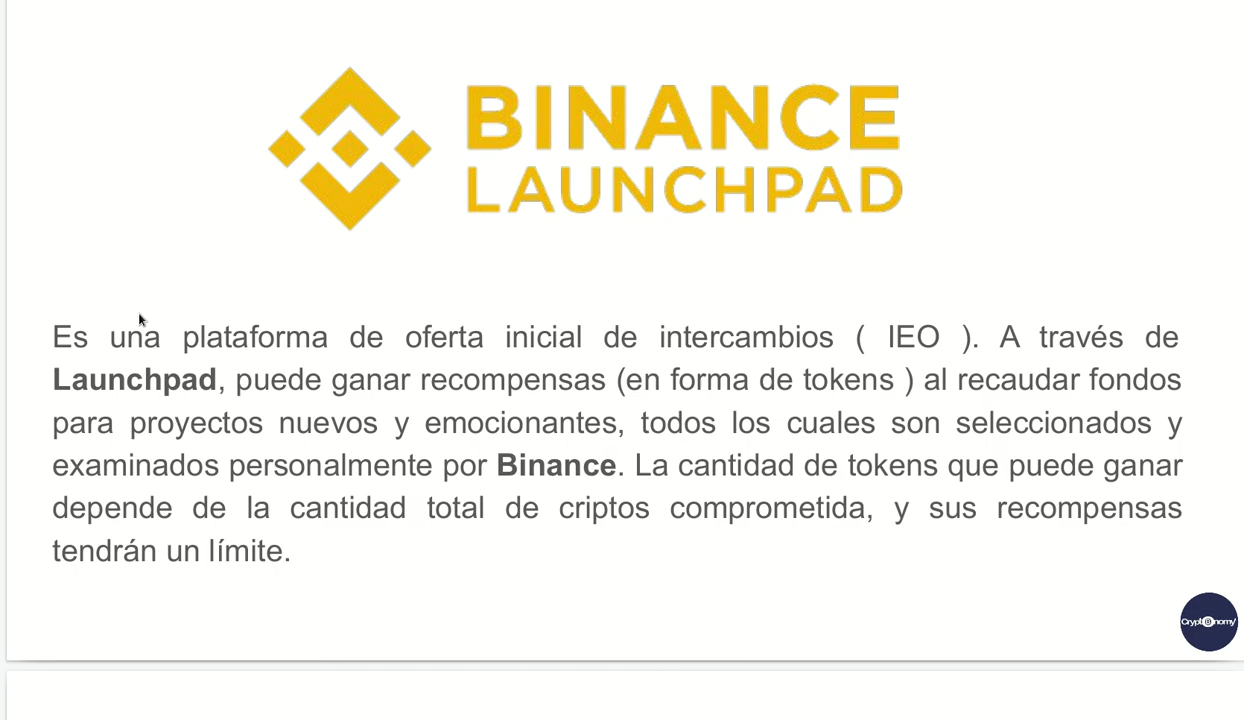 BINANCE
LAUNCHPAD
Es una plataforma de oferta inicial de intercambios ( IEO ). A través de
Launchpad, puede ganar recompensas (en forma de tokens ) al recaudar fondos
para proyectos nuevos y emocionantes, todos los cuales son seleccionados y
examinados personalmente por Binance. La cantidad de tokens que puede ganar
depende de la cantidad total de criptos comprometida, y sus recompensas
tendrán un límite.
Crypt nomy